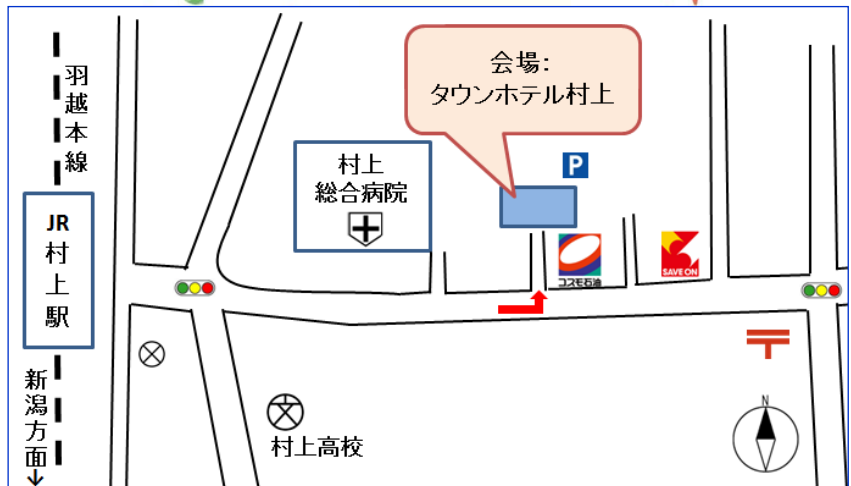 会場：
タウンホテル村上
羽越本線
P
村上
総合病院
JR
村上駅
コスモ石油
SAVE ON
新潟方面
↓
村上高校
N